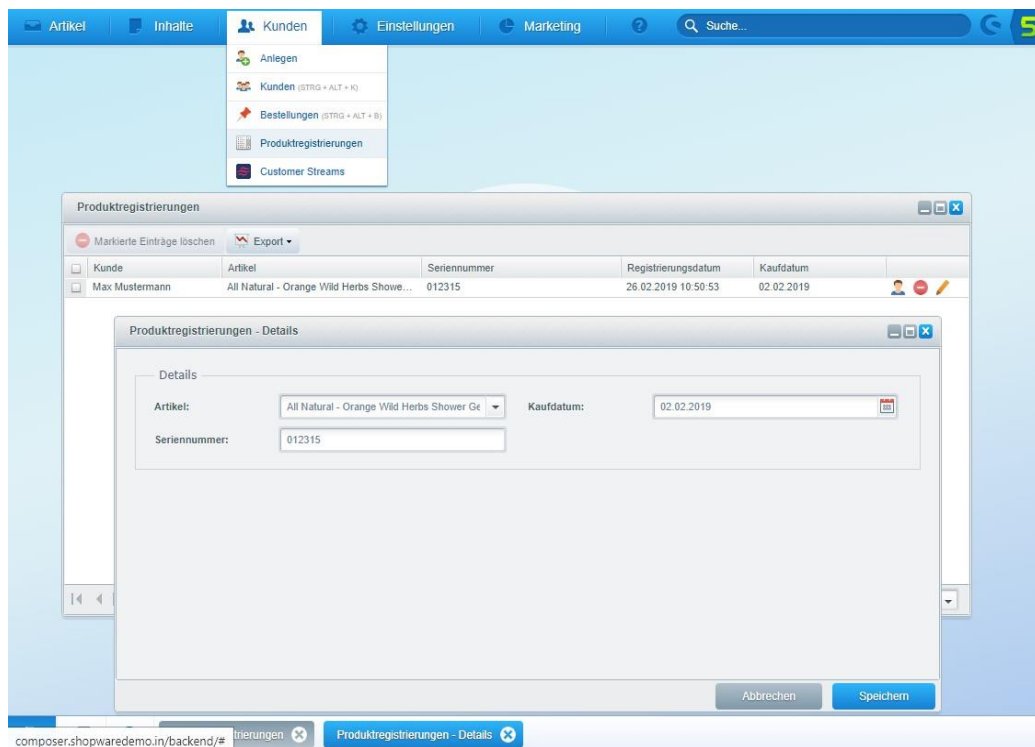 Artikel Inhalte Kunden Einstellungen Marketing Suche...
Anlegen
Kunden (STRG + ALT + K)
Bestellungen (STRG + ALT + B)
Produktregistrierungen
Customer Streams
Produktregistrierungen
Markierte Einträge löschen Export
Kunde Artikel Seriennummer Registrierungsdatum Kaufdatum
Max Mustermann All Natural - Orange Wild Herbs Showe... 012315 26.02.2019 10:50:53 02.02.2019
Produktregistrierungen - Details
Details
Artikel: All Natural - Orange Wild Herbs Shower Ge Kaufdatum: 02.02.2019
Seriennummer: 012315
Abbrechen Speichern
trierungen Produktregistrierungen - Details
composer.shopwaredemo.in/backend/#